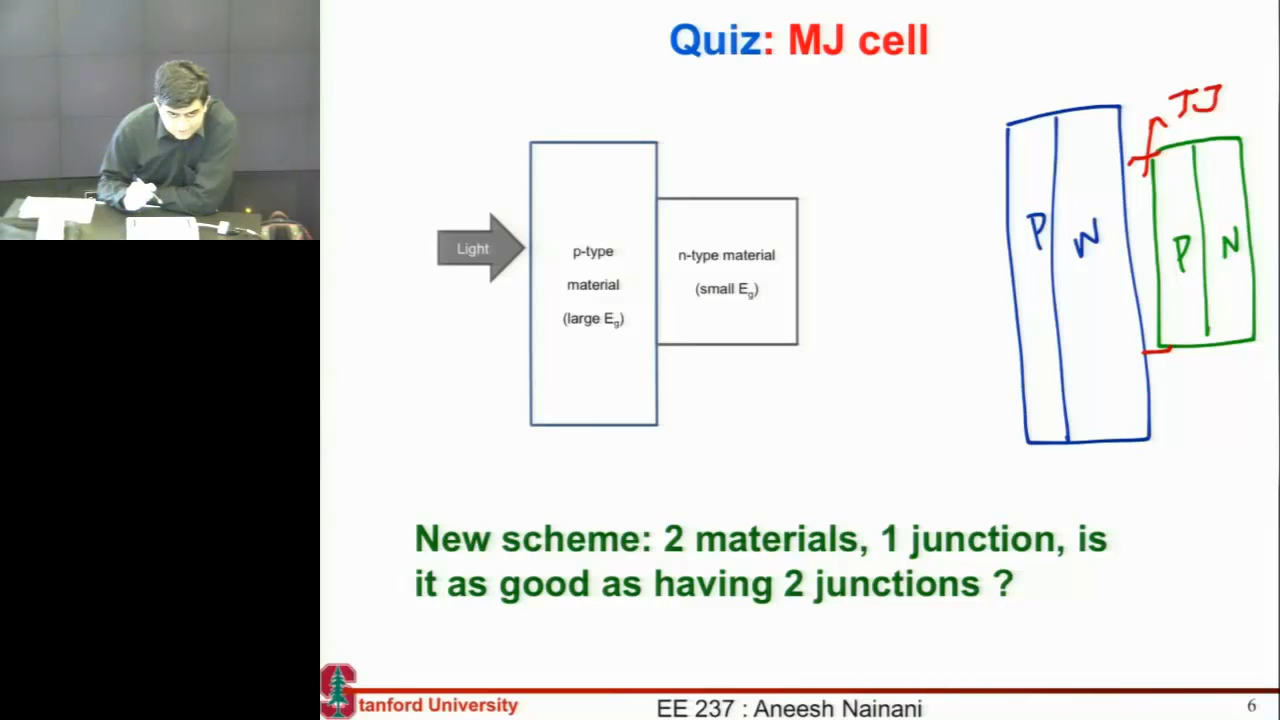 Quiz: MJ cell
TJ
Light
p-type
material
(large Eg)
n-type material
(small Eg)
P
N
P
N
New scheme: 2 materials, 1 junction, is
it as good as having 2 junctions ?
Stanford University
EE 237 : Aneesh Nainani
6